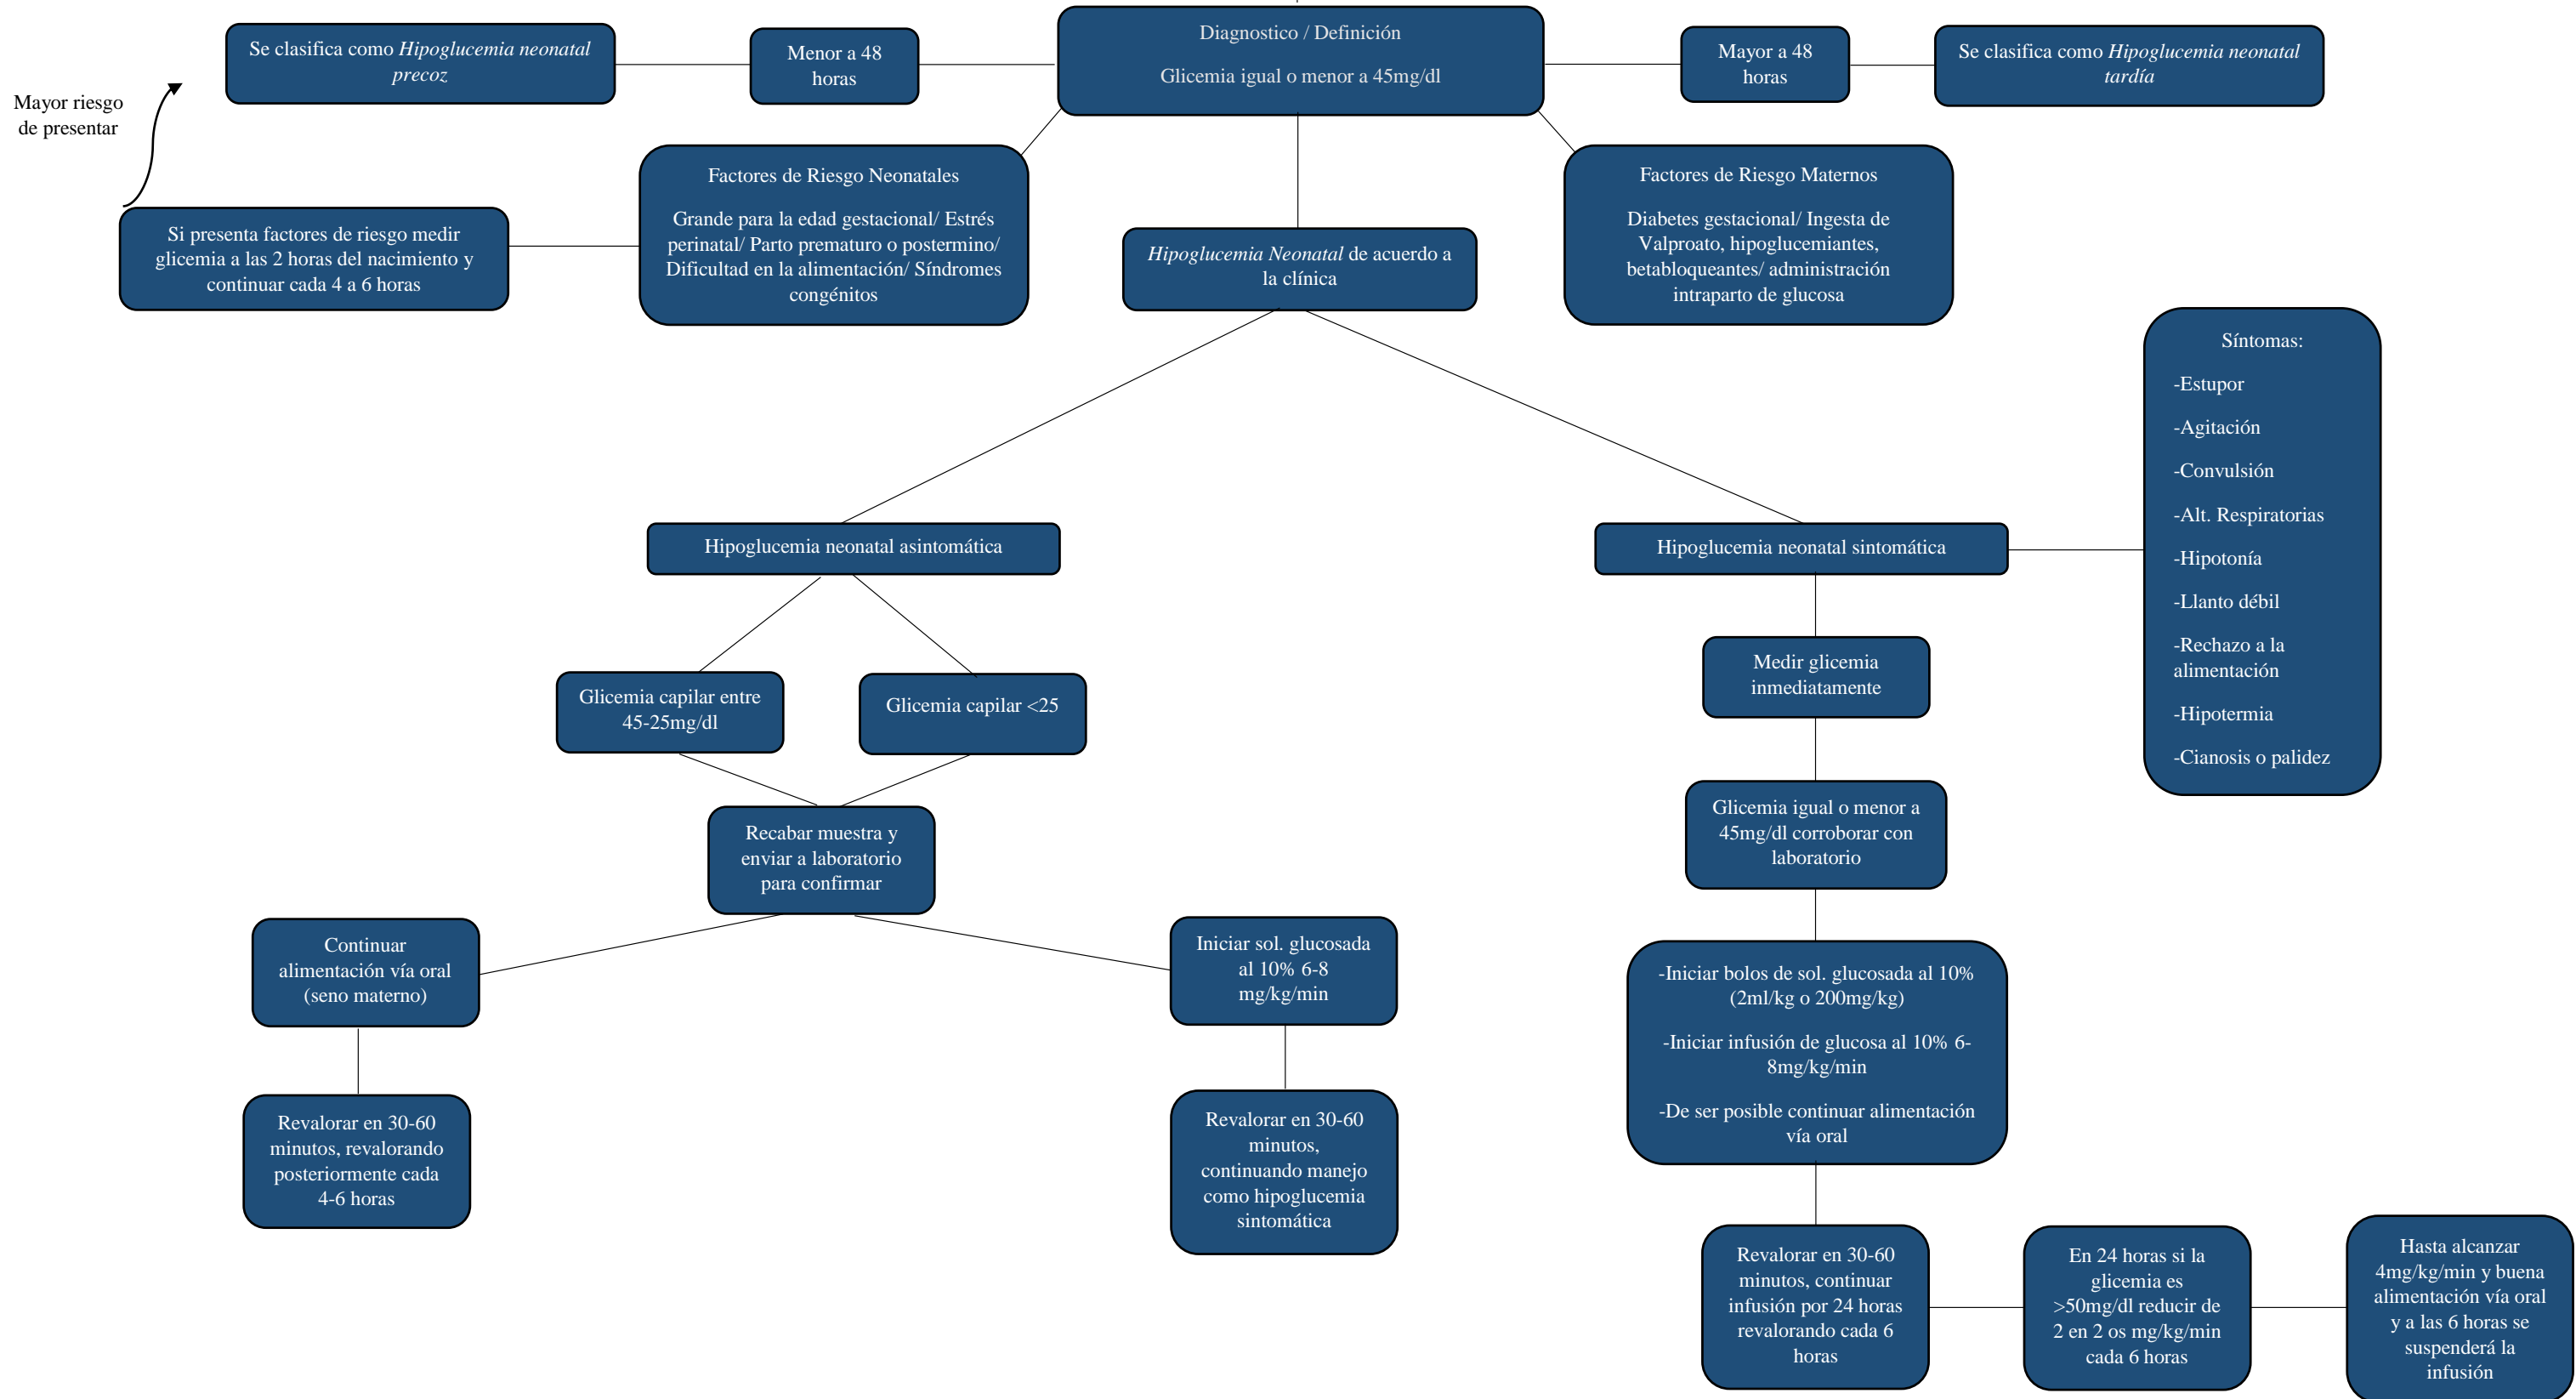 Diagnostico / Definición
Glicemia igual o menor a 45mg/dl
Menor a 48
horas
Se clasifica como Hipoglucemia neonatal
precoz
Mayor a 48
horas
Se clasifica como Hipoglucemia neonatal
tardía
Mayor riesgo
de presentar
Factores de Riesgo Neonatales
Grande para la edad gestacional/ Estrés
perinatal/ Parto prematuro o postermino/
Dificultad en la alimentación/ Síndromes
congénitos
Si presenta factores de riesgo medir
glicemia a las 2 horas del nacimiento y
continuar cada 4 a 6 horas
Factores de Riesgo Maternos
Diabetes gestacional/ Ingesta de
Valproato, hipoglucemiantes,
betabloqueantes/ administración
intraparto de glucosa
Hipoglucemia Neonatal de acuerdo a
la clínica
Hipoglucemia neonatal asintomática
Glicemia capilar entre
45-25mg/dl
Glicemia capilar <25
Recabar muestra y
enviar a laboratorio
para confirmar
Continuar
alimentación vía oral
(seno materno)
Revalorar en 30-60
minutos, revalorando
posteriormente cada
4-6 horas
Iniciar sol. glucosada
al 10% 6-8
mg/kg/min
Revalorar en 30-60
minutos,
continuando manejo
como hipoglucemia
sintomática
Hipoglucemia neonatal sintomática
Síntomas:
-Estupor
-Agitación
-Convulsión
-Alt. Respiratorias
-Hipotonía
-Llanto débil
-Rechazo a la
alimentación
-Hipotermia
-Cianosis o palidez
Medir glicemia
inmediatamente
Glicemia igual o menor a
45mg/dl corroborar con
laboratorio
-Iniciar bolos de sol. glucosada al 10%
(2ml/kg o 200mg/kg)
-Iniciar infusión de glucosa al 10% 6-
8mg/kg/min
-De ser posible continuar alimentación
vía oral
Revalorar en 30-60
minutos, continuar
infusión por 24 horas
revalorando cada 6
horas
En 24 horas si la
glicemia es
>50mg/dl reducir de
2 en 2 os mg/kg/min
cada 6 horas
Hasta alcanzar
4mg/kg/min y buena
alimentación vía oral
y a las 6 horas se
suspenderá la
infusión